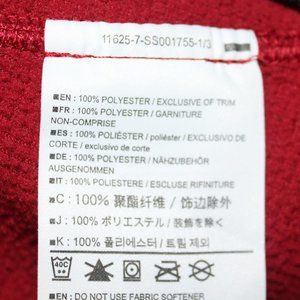 11625-7-SS001755-1/3
EN: 100% POLYESTER / EXCLUSIVE OF TRIM
FR: 100% POLYESTER / GARNITURE
NON-COMPRISE
ES: 100% POLIÉSTER / poliéster / EXCLUSIVO DE
CORTE / exclusivo de corte
DE: 100% POLYESTER / NÄHZUBEHÖR
AUSGENOMMEN
IT: 100% POLIESTERE / ESCLUSE RIFINITURE
C: 100% 聚酯纤维 / 饰边除外
J: 100% ポリエステル / 装飾を除く
K: 100% 폴리에스터 / 트림 제외
40C
EN: DO NOT USE FABRIC SOFTENER